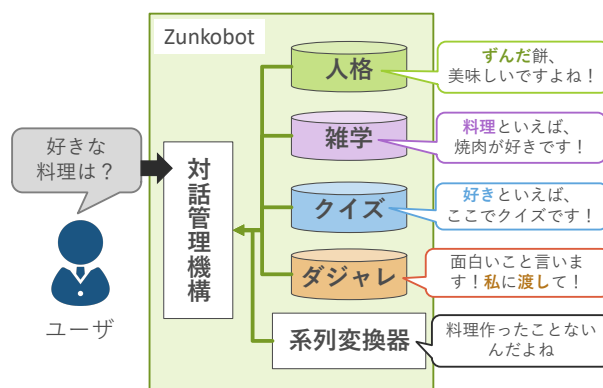 Zunkobot
人格
ずんだ餅、
美味しいですよね！
好きな
料理は？
対話管理機構
雑学
料理といえば、
焼肉が好きです！
クイズ
好きといえば、
ここでクイズです！
ダジャレ
面白いこと言いま
す！私に渡して！
ユーザ
系列変換器
料理作ったことない
んだよね